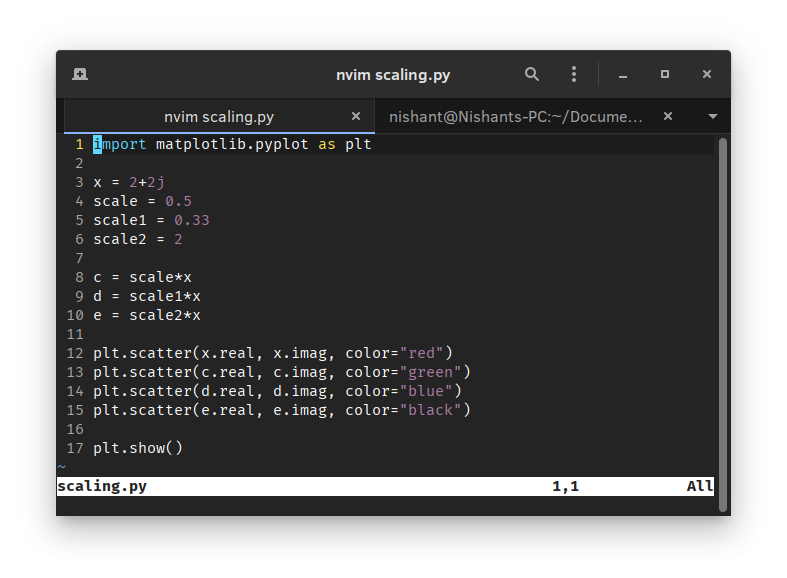 nvim scaling.py
nvim scaling.py × nishant@Nishants-PC:~/Docume... ×
1 import matplotlib.pyplot as plt
2
3 x = 2+2j
4 scale = 0.5
5 scale1 = 0.33
6 scale2 = 2
7
8 c = scale*x
9 d = scale1*x
10 e = scale2*x
11
12 plt.scatter(x.real, x.imag, color="red")
13 plt.scatter(c.real, c.imag, color="green")
14 plt.scatter(d.real, d.imag, color="blue")
15 plt.scatter(e.real, e.imag, color="black")
16
17 plt.show()
~
scaling.py 1,1 All